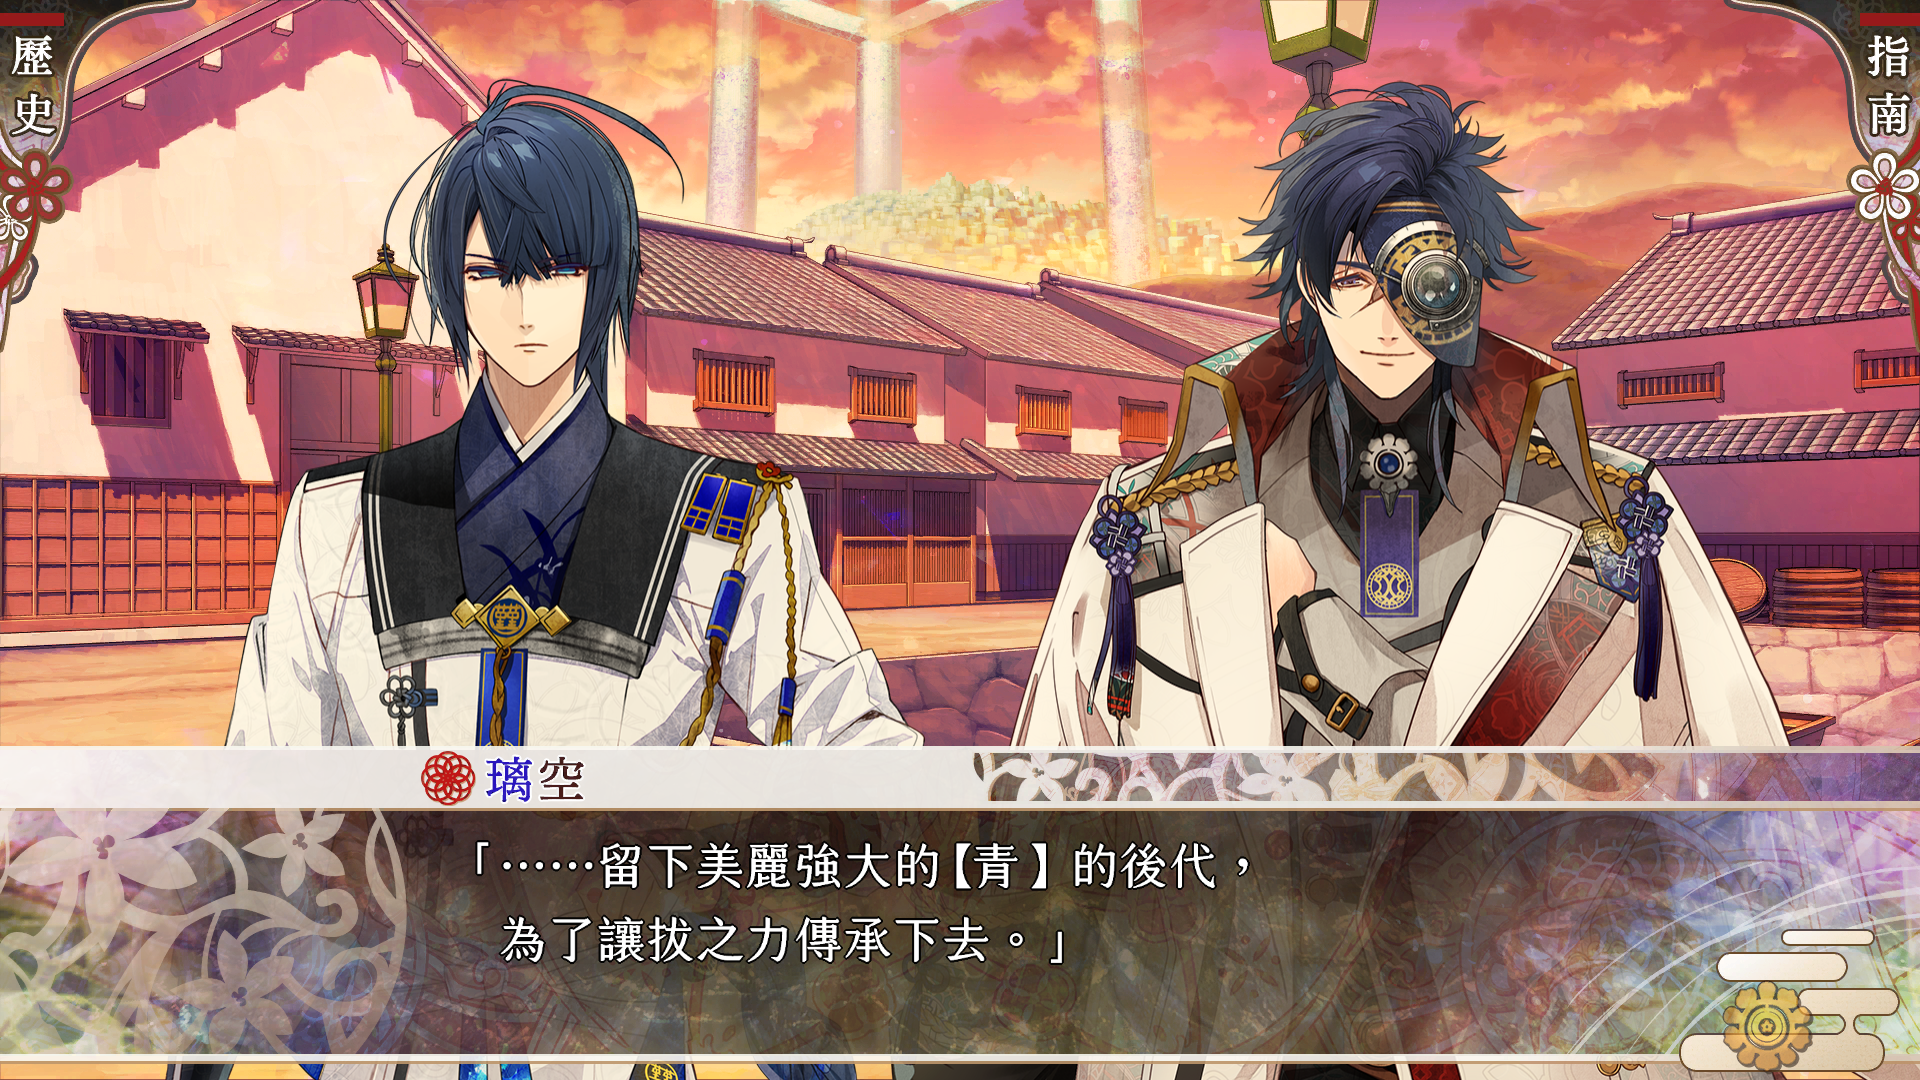 歷史
指南
璃空
「……留下美麗強大的【青】的後代，
為了讓拔之力傳承下去。」